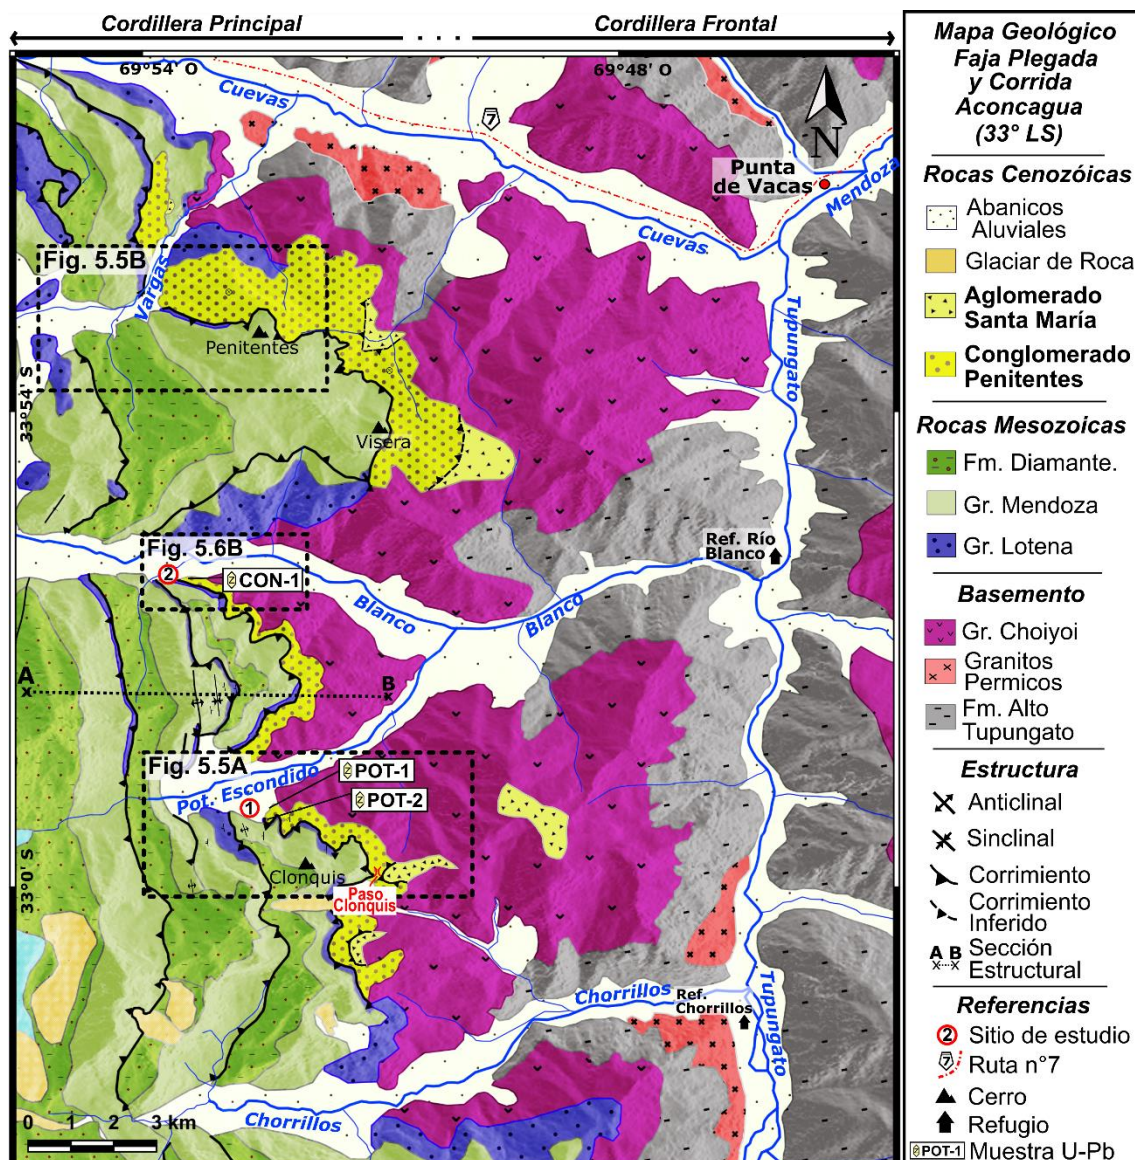 Cordillera Principal
Cordillera Frontal
69°54' O
69°48' O
Cuevas
7
N
Punta
de Vacas
Mendoza
Cuevas
Fig. 5.5B
Vargas
Penitentes
Tupungato
33°54' S
Visera
Fig. 5.6B
2
CON-1
Ref. Río
Blanco
Blanco
Blanco
A
B
Fig. 5.5A
Pot. Escondido
POT-1
1
POT-2
Clonquis
Paso
Clonquis
33°0' S
Chorrillos
Ref.
Chorrillos
Tupungato
Chorrillos
0 1 2 3 km
Mapa Geológico
Faja Plegada
y Corrida
Aconcagua
(33° LS)
Rocas Cenozóicas
Abanicos
Aluviales
Glaciar de Roca
Aglomerado
Santa María
Conglomerado
Penitentes
Rocas Mesozoicas
Fm. Diamante.
Gr. Mendoza
Gr. Lotena
Basemento
Gr. Choiyoi
Granitos
Permicos
Fm. Alto
Tupungato
Estructura
Anticlinal
Sinclinal
Corrimiento
Corrimiento
Inferido
A B Sección
Estructural
Referencias
2 Sitio de estudio
7 Ruta n°7
Cerro
Refugio
POT-1 Muestra U-Pb